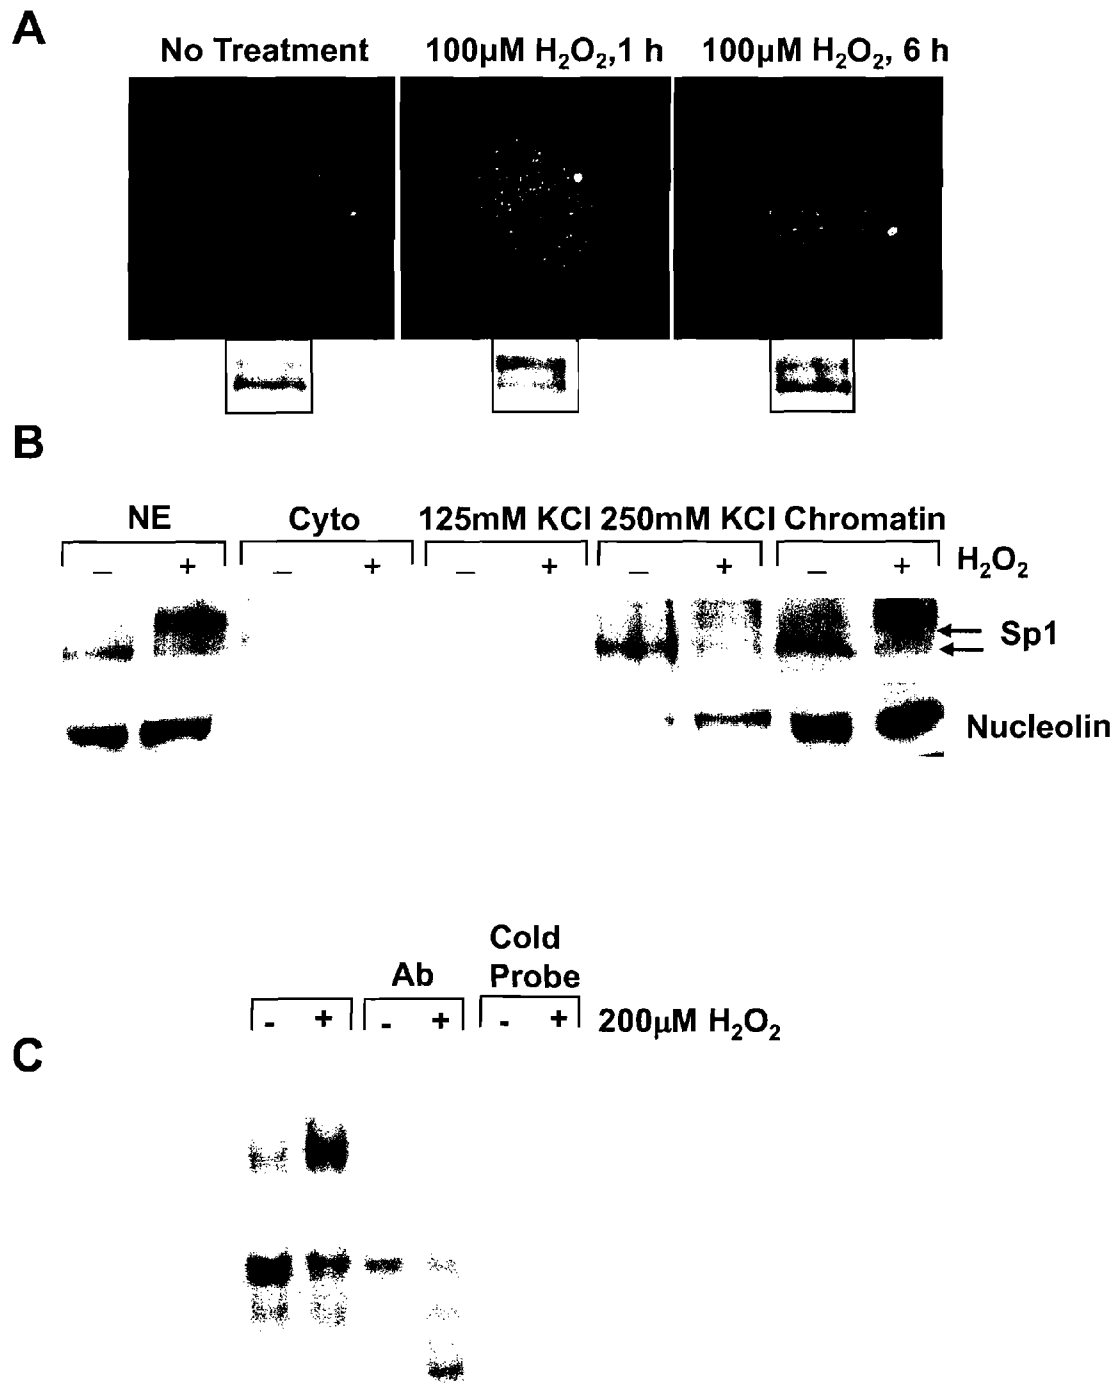 A
No Treatment 100μM H₂O₂,1 h 100μM H₂O₂, 6 h
B
NE Cyto 125mM KCl 250mM KCl Chromatin
– + – + – + – + – + H₂O₂
Sp1
Nucleolin
Cold
Ab Probe
- + - + - + 200μM H₂O₂
C